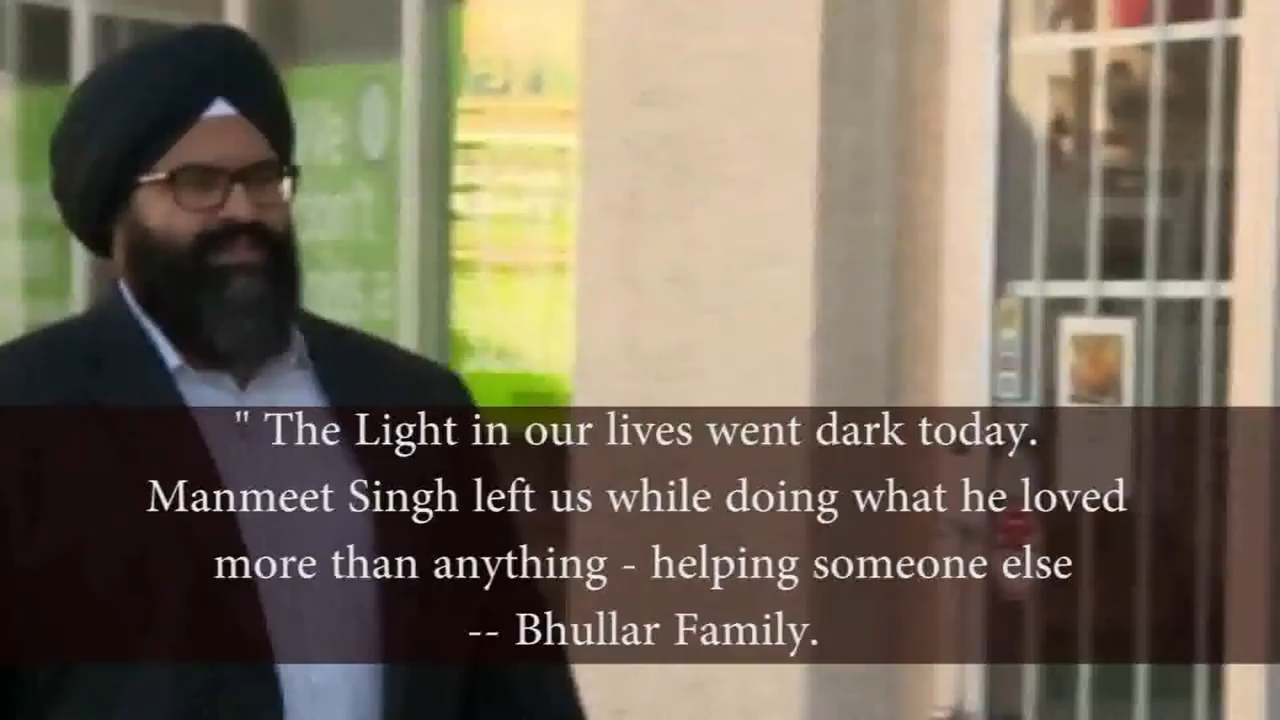 " The Light in our lives went dark today.
Manmeet Singh left us while doing what he loved
more than anything - helping someone else
-- Bhullar Family.